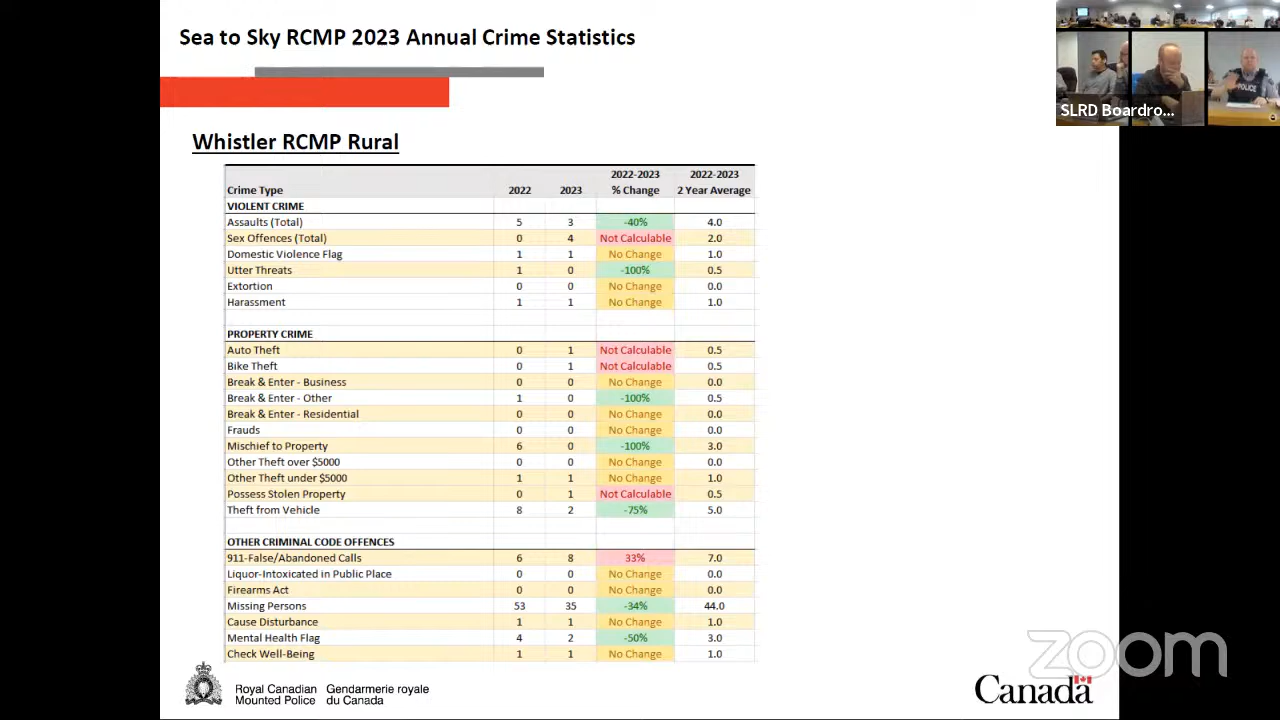 Sea to Sky RCMP 2023 Annual Crime Statistics
SLRD Boardro...
POLICE
Whistler RCMP Rural
2022-2023 2022-2023
Crime Type 2022 2023 % Change 2 Year Average
VIOLENT CRIME
Assaults (Total) 5 3 -40% 4.0
Sex Offences (Total) 0 4 Not Calculable 2.0
Domestic Violence Flag 1 1 No Change 1.0
Utter Threats 1 0 -100% 0.5
Extortion 0 0 No Change 0.0
Harassment 1 1 No Change 1.0
PROPERTY CRIME
Auto Theft 0 1 Not Calculable 0.5
Bike Theft 0 1 Not Calculable 0.5
Break & Enter - Business 0 0 No Change 0.0
Break & Enter - Other 1 0 -100% 0.5
Break & Enter - Residential 0 0 No Change 0.0
Frauds 0 0 No Change 0.0
Mischief to Property 6 0 -100% 3.0
Other Theft over $5000 0 0 No Change 0.0
Other Theft under $5000 1 1 No Change 1.0
Possess Stolen Property 0 1 Not Calculable 0.5
Theft from Vehicle 8 2 -75% 5.0
OTHER CRIMINAL CODE OFFENCES
911-False/Abandoned Calls 6 8 33% 7.0
Liquor-Intoxicated in Public Place 0 0 No Change 0.0
Firearms Act 0 0 No Change 0.0
Missing Persons 53 35 -34% 44.0
Cause Disturbance 1 1 No Change 1.0
Mental Health Flag 4 2 -50% 3.0
Check Well-Being 1 1 No Change 1.0
zoom
Royal Canadian Gendarmerie royale
Mounted Police du Canada
Canada